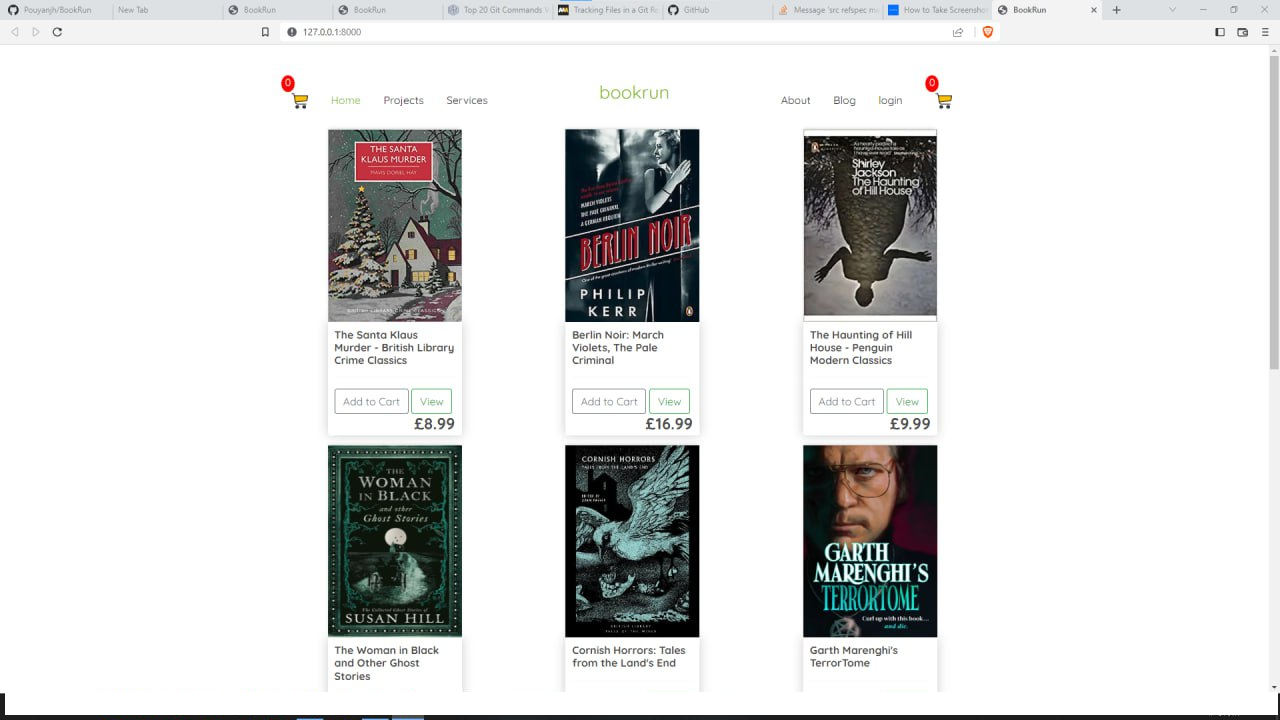 Pouyanjh/BookRun
New Tab
BookRun
BookRun
Top 20 Git Commands
Tracking Files in a Git Re
GitHub
Message 'src refspec m
How to Take Screensho
BookRun
127.0.0.1:8000
0
Home
Projects
Services
bookrun
About
Blog
login
0
THE SANTA
KLAUS MURDER
MAVIS DORIEL HAY
BRITISH LIBRARY CRIME CLASSICS
MARCH VIOLETS
THE PALE CRIMINAL
A GERMAN REQUIEM
BERLIN NOIR
PHILIP
KERR
Shirley
Jackson
The Haunting
of Hill House
The Santa Klaus
Murder - British Library
Crime Classics
Add to Cart
View
£8.99
Berlin Noir: March
Violets, The Pale
Criminal
Add to Cart
View
£16.99
The Haunting of Hill
House - Penguin
Modern Classics
Add to Cart
View
£9.99
THE
WOMAN
IN BLACK
and other
Ghost Stories
The Collected Ghost Stories of
SUSAN HILL
CORNISH HORRORS
TALES FROM THE LAND'S END
GARTH
MARENGHI'S
TERRORTOME
Curl up with this book...
and die.
The Woman in Black
and Other Ghost
Stories
Cornish Horrors: Tales
from the Land's End
Garth Marenghi's
TerrorTome